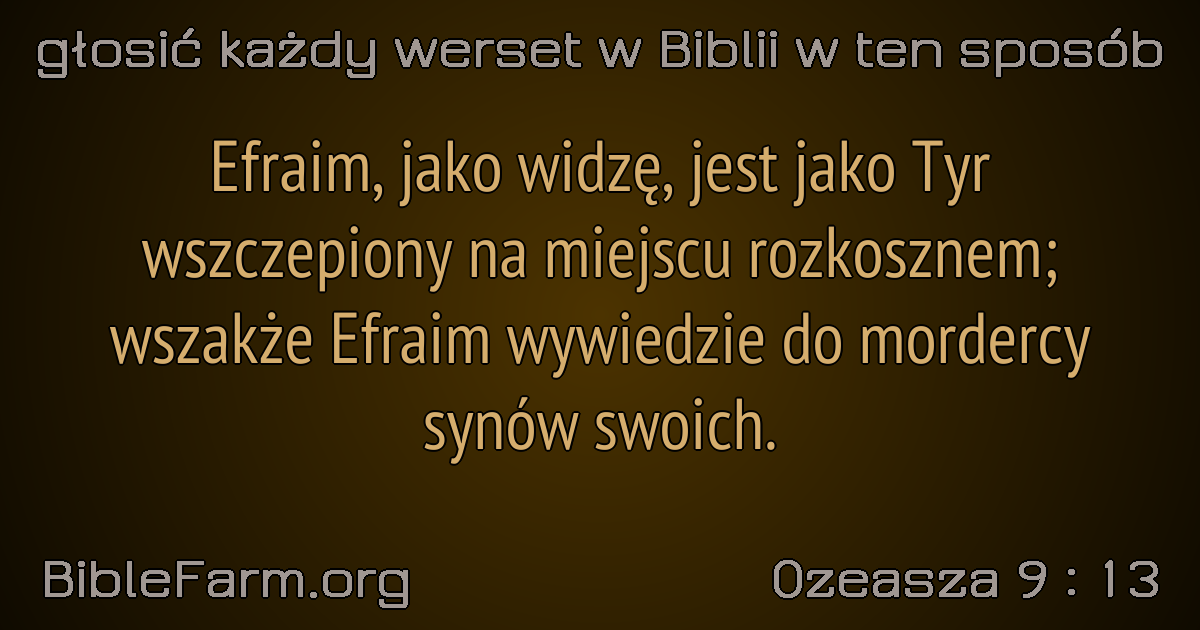 głosić każdy werset w Biblii w ten sposób
Efraim, jako widzę, jest jako Tyr
wszczepiony na miejscu rozkosznem;
wszakże Efraim wywiedzie do mordercy
synów swoich.
BibleFarm.org
Ozeasza 9 : 13